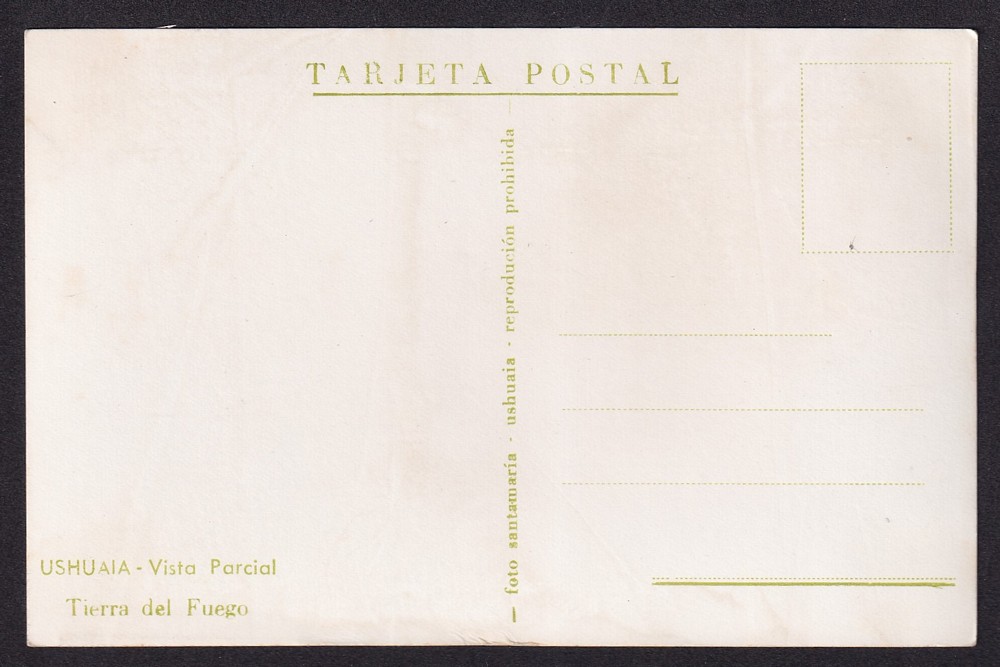 TARJETA POSTAL
— foto santamaría - ushuaia - reprodución prohibida
USHUAIA - Vista Parcial
Tierra del Fuego